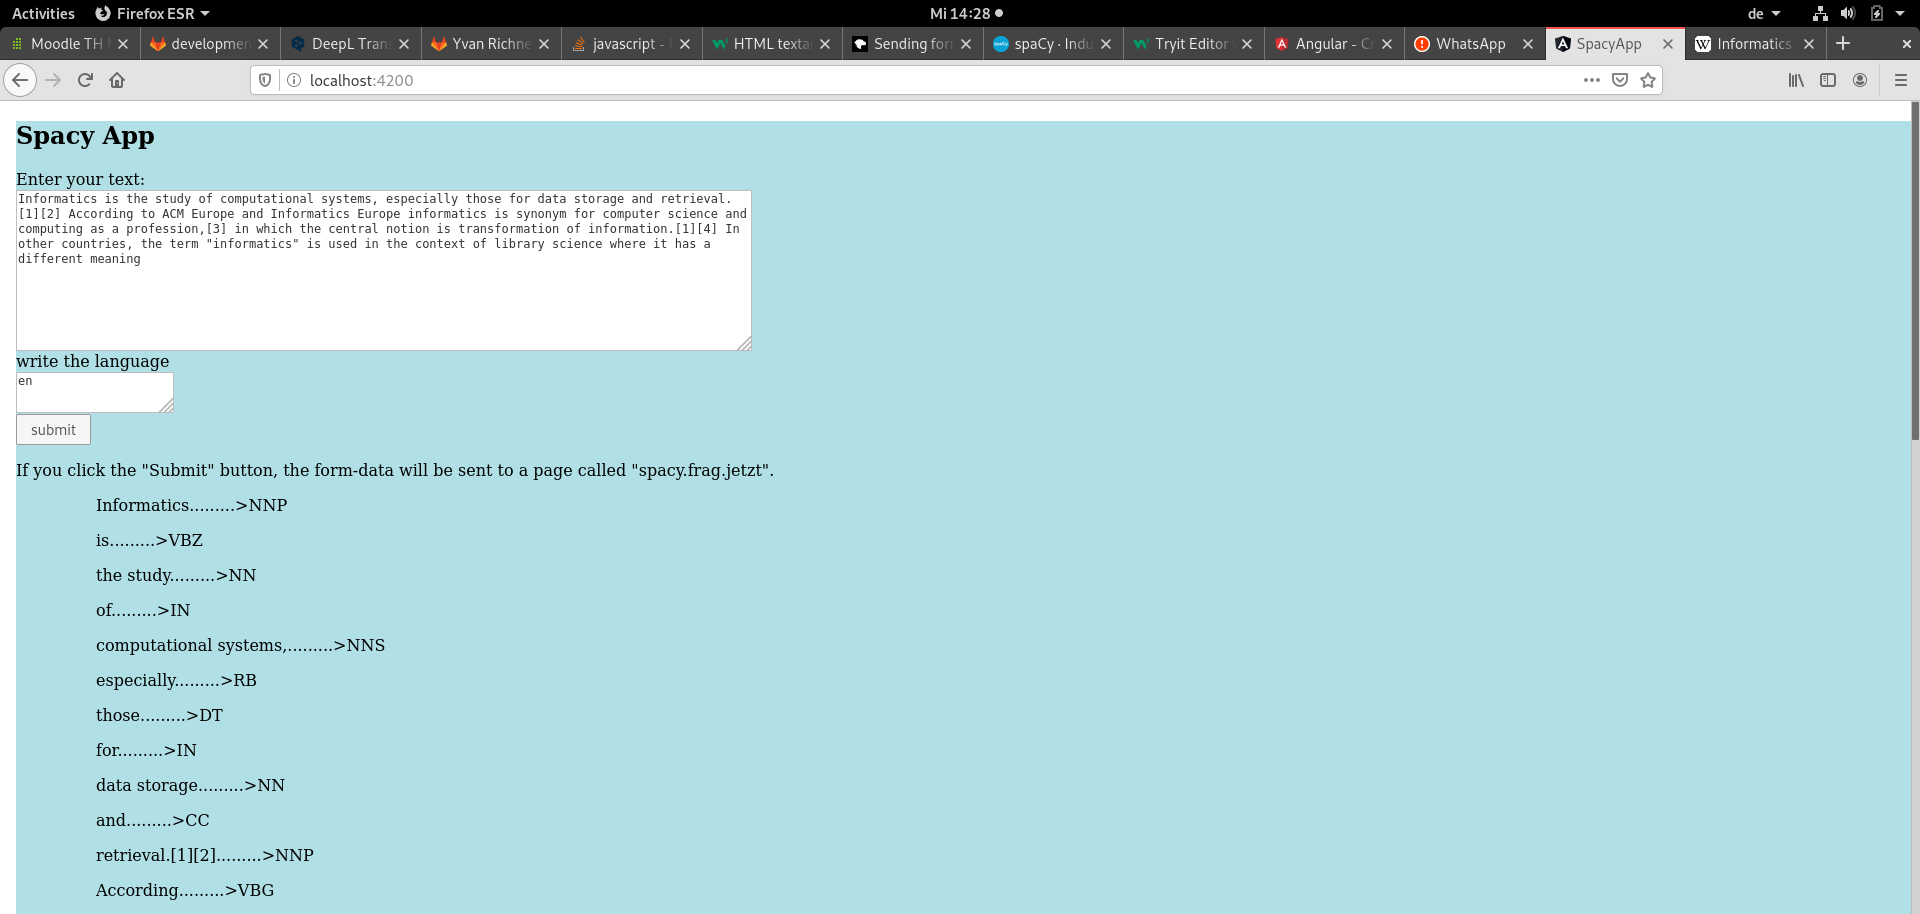 Activities Firefox ESR Mi 14:28 de
Moodle TH developmen DeepL Trans Yvan Richne javascript - HTML texta Sending for spaCy · Indu Tryit Editor Angular - Cr WhatsApp SpacyApp Informatics
localhost:4200
Spacy App
Enter your text:
Informatics is the study of computational systems, especially those for data storage and retrieval.
[1][2] According to ACM Europe and Informatics Europe informatics is synonym for computer science and
computing as a profession,[3] in which the central notion is transformation of information.[1][4] In
other countries, the term "informatics" is used in the context of library science where it has a
different meaning
write the language
en
submit
If you click the "Submit" button, the form-data will be sent to a page called "spacy.frag.jetzt".
Informatics.........>NNP
is.........>VBZ
the study.........>NN
of.........>IN
computational systems,.........>NNS
especially.........>RB
those.........>DT
for.........>IN
data storage.........>NN
and.........>CC
retrieval.[1][2].........>NNP
According.........>VBG